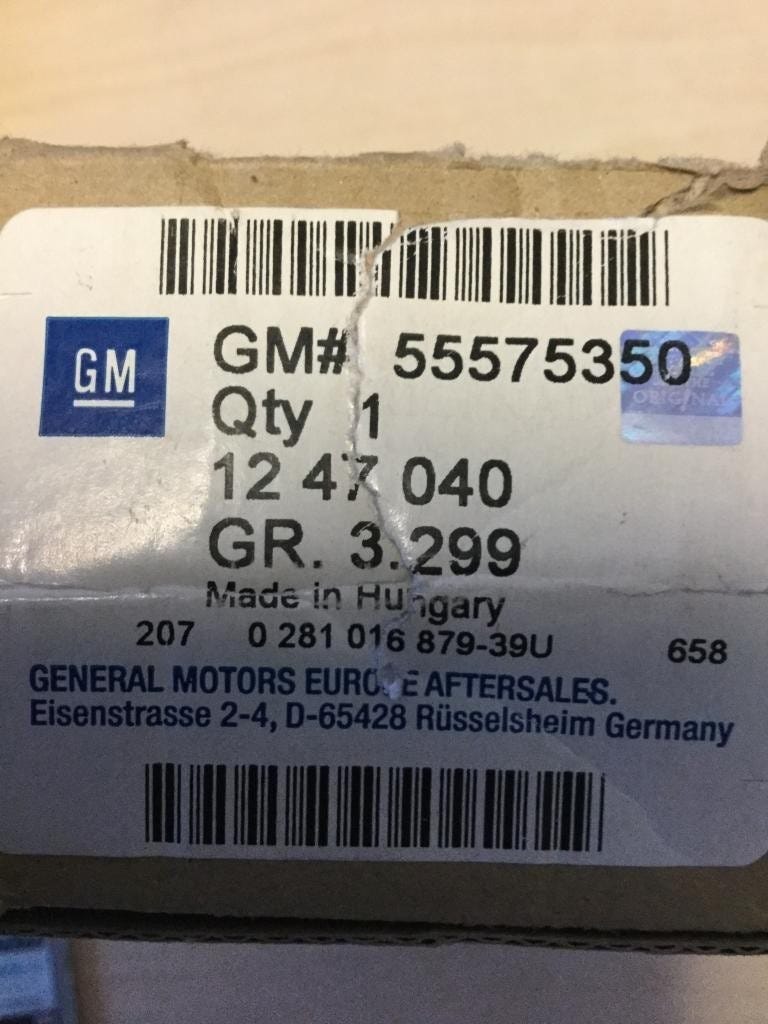 GM
GM# 55575350
ORIGINAL
Qty 1
12 47 040
GR. 3.299
Made in Hungary
207 0 281 016 879-39U 658
GENERAL MOTORS EUROPE AFTERSALES.
Eisenstrasse 2-4, D-65428 Rüsselsheim Germany